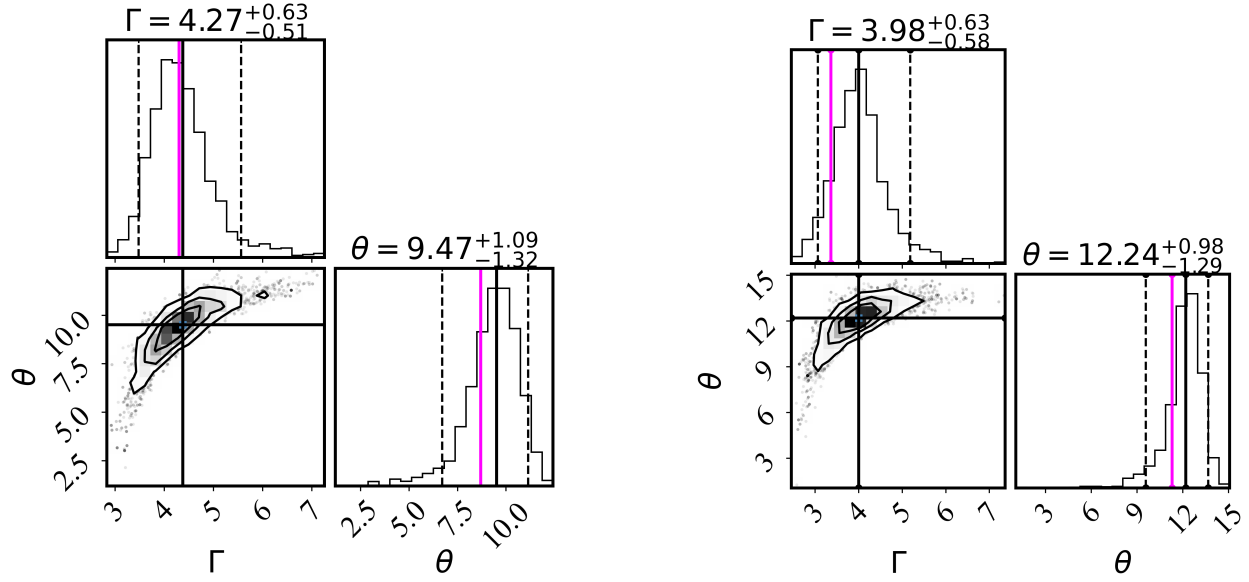 Γ = 4.27+0.63−0.51
θ = 9.47+1.09−1.32
θ
10.0
7.5
5.0
2.5
3 4 5 6 7
Γ
2.5 5.0 7.5 10.0
θ
Γ = 3.98+0.63−0.58
θ = 12.24+0.98−1.29
θ
15
12
9
6
3
3 4 5 6 7
Γ
3 6 9 12 15
θ